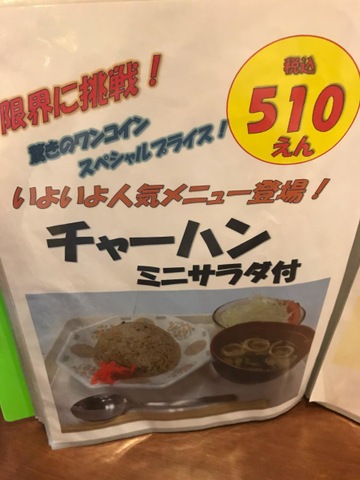 限界に挑戦！
驚きのワンコイン
スペシャルプライス！
税込
510
えん
いよいよ人気メニュー登場！
チャーハン
ミニサラダ付